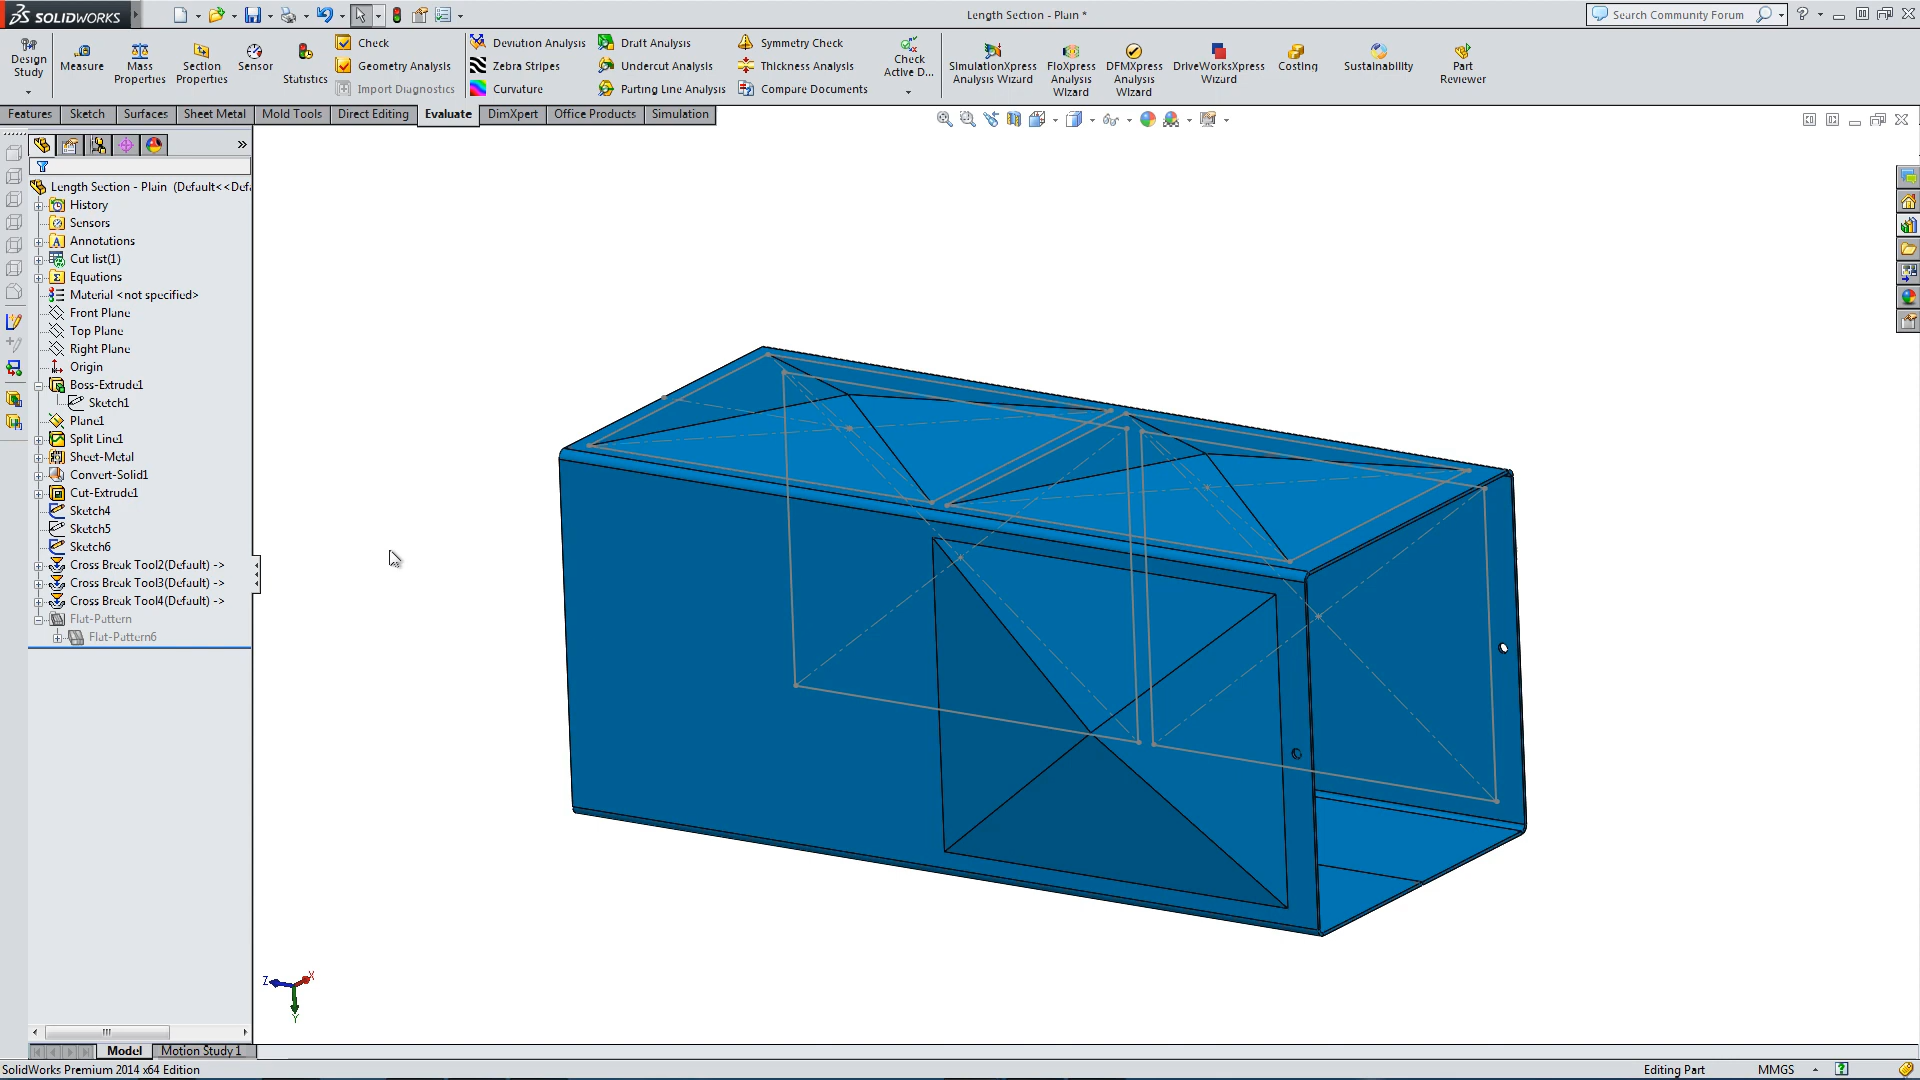 SOLIDWORKS
Length Section - Plain *
Search Community Forum
Design Study
Measure
Mass Properties
Section Properties
Sensor
Statistics
Check
Geometry Analysis
Import Diagnostics
Deviation Analysis
Zebra Stripes
Curvature
Draft Analysis
Undercut Analysis
Parting Line Analysis
Symmetry Check
Thickness Analysis
Compare Documents
Check Active D...
SimulationXpress Analysis Wizard
FloXpress Analysis Wizard
DFMXpress Analysis Wizard
DriveWorksXpress Wizard
Costing
Sustainability
Part Reviewer
Features
Sketch
Surfaces
Sheet Metal
Mold Tools
Direct Editing
Evaluate
DimXpert
Office Products
Simulation
Length Section - Plain (Default<<Def
History
Sensors
Annotations
Cut list(1)
Equations
Material <not specified>
Front Plane
Top Plane
Right Plane
Origin
Boss-Extrude1
Sketch1
Plane1
Split Line1
Sheet-Metal
Convert-Solid1
Cut-Extrude1
Sketch4
Sketch5
Sketch6
Cross Break Tool2(Default) ->
Cross Break Tool3(Default) ->
Cross Break Tool4(Default) ->
Flat-Pattern
Flat-Pattern6
Z
X
Y
Model
Motion Study 1
SolidWorks Premium 2014 x64 Edition
Editing Part
MMGS